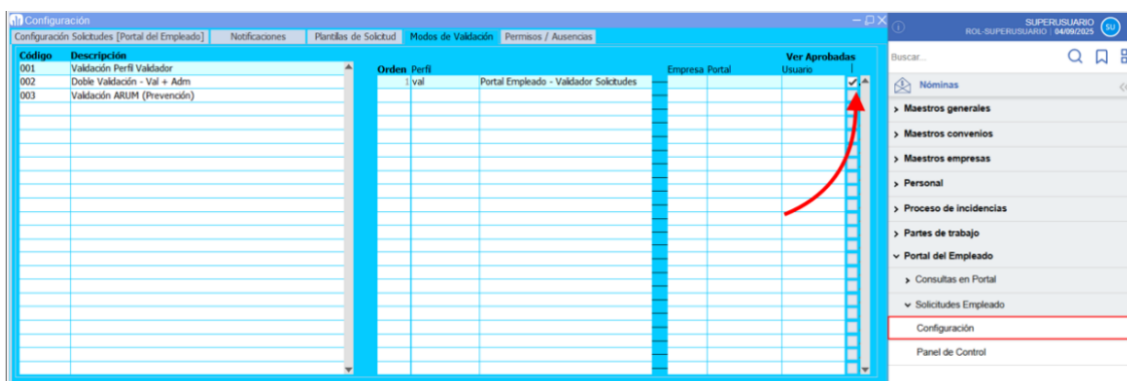 Configuración
Configuración Solicitudes [Portal del Empleado] Notificaciones Plantillas de Solicitud Modos de Validación Permisos / Ausencias
Código Descripción
001 Validación Perfil Validador
002 Doble Validación - Val + Adm
003 Validación ARUM (Prevención)
Ver Aprobadas
Orden Perfil Empresa Portal Usuario
1 val Portal Empleado - Validador Solicitudes
SUPERUSUARIO
ROL-SUPERUSUARIO | 04/09/2025
SU
Buscar...
Nóminas
Maestros generales
Maestros convenios
Maestros empresas
Personal
Proceso de incidencias
Partes de trabajo
Portal del Empleado
Consultas en Portal
Solicitudes Empleado
Configuración
Panel de Control